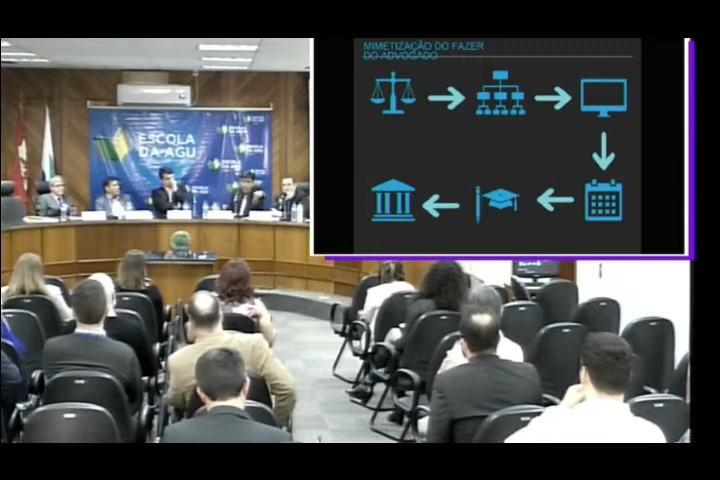 MIMETIZAÇÃO DO FAZER
DO ADVOGADO
ESCOLA
DA AGU